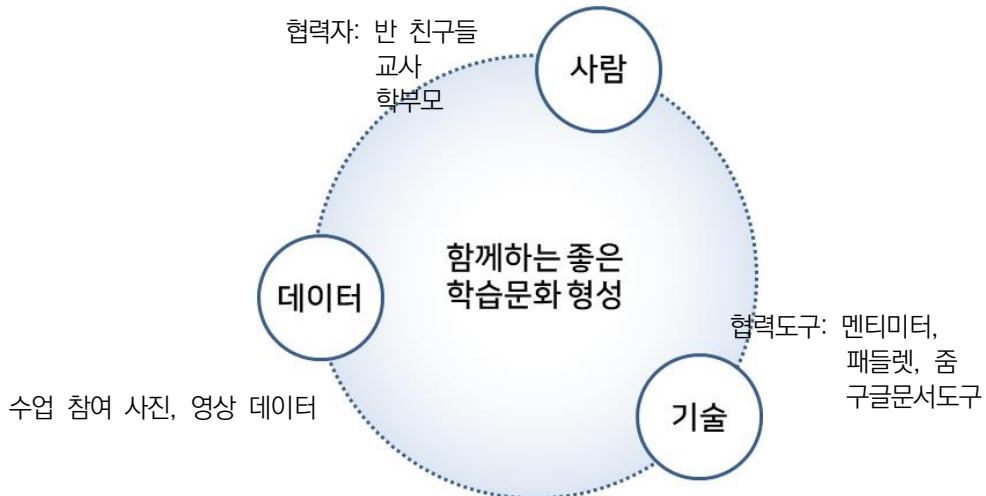 협력자: 반 친구들
교사
학부모
사람
함께하는 좋은
학습문화 형성
데이터
수업 참여 사진, 영상 데이터
협력도구: 멘티미터,
패들렛, 줌
구글문서도구
기술